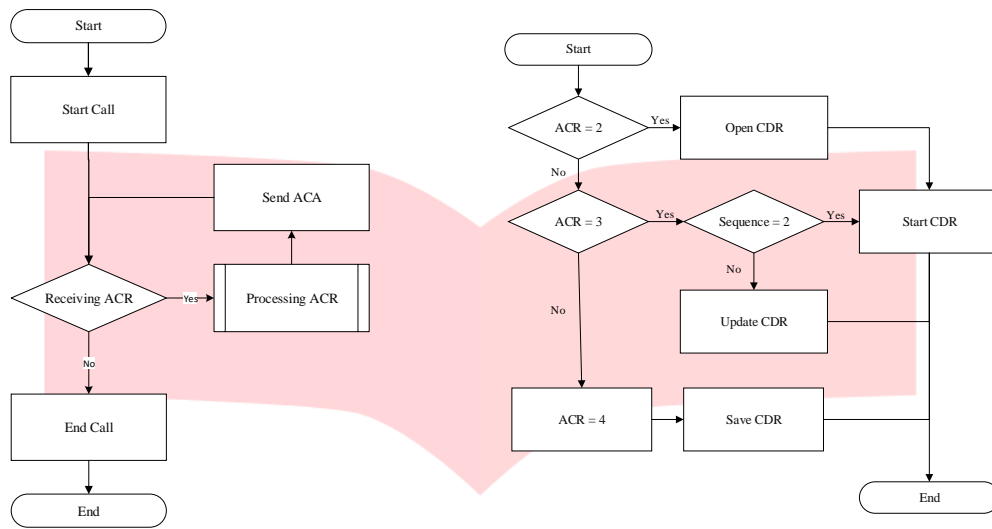 Start
Start Call
Send ACA
Receiving ACR
Yes
Processing ACR
No
End Call
End
Start
ACR = 2
Yes
Open CDR
No
ACR = 3
Yes
Sequence = 2
Yes
Start CDR
No
No
Update CDR
ACR = 4
Save CDR
End